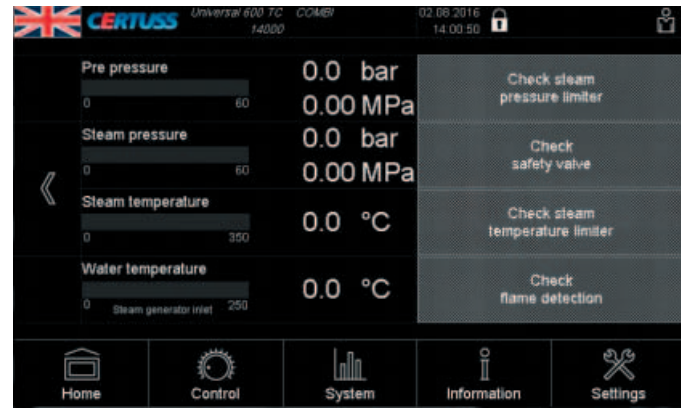 CERTUSS
Universal 600 TC
14000
COMBI
02.08.2016
14:00:50
Pre pressure
0 60
0.0 bar
0.00 MPa
Check steam
pressure limiter
Steam pressure
0 60
0.0 bar
0.00 MPa
Check
safety valve
Steam temperature
0 350
0.0 °C
Check steam
temperature limiter
Water temperature
0 Steam generator inlet 250
0.0 °C
Check
flame detection
Home
Control
System
Information
Settings